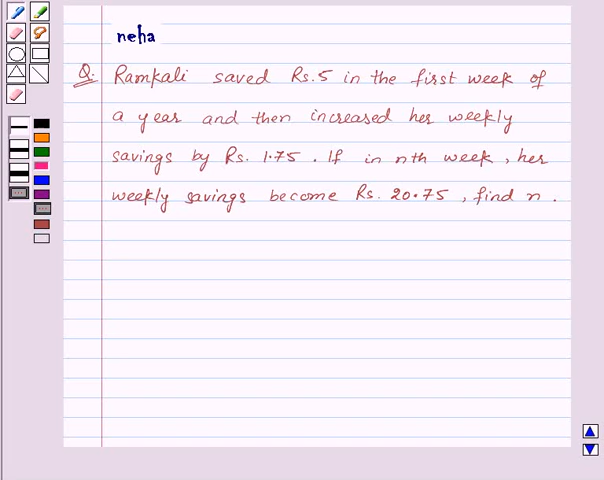 neha
Q. Ramkali saved Rs.5 in the first week of
a year and then increased her weekly
savings by Rs. 1.75. If in nth week, her
weekly savings become Rs. 20.75, find n.